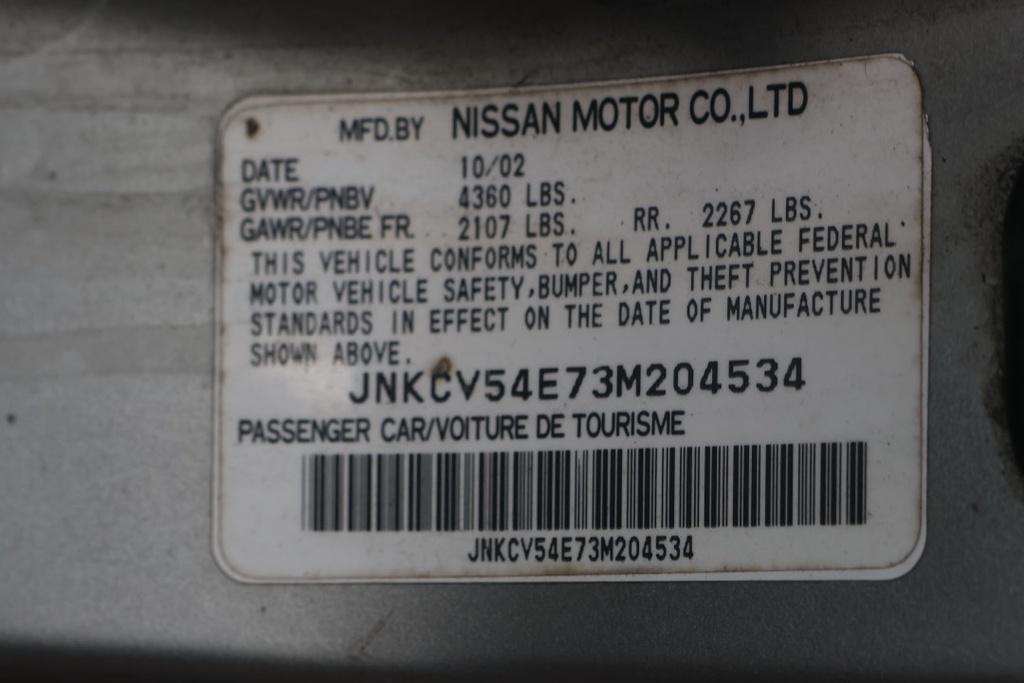 MFD.BY NISSAN MOTOR CO.,LTD
DATE 10/02
GVWR/PNBV 4360 LBS.
GAWR/PNBE FR. 2107 LBS. RR. 2267 LBS.
THIS VEHICLE CONFORMS TO ALL APPLICABLE FEDERAL
MOTOR VEHICLE SAFETY,BUMPER,AND THEFT PREVENTION
STANDARDS IN EFFECT ON THE DATE OF MANUFACTURE
SHOWN ABOVE.
JNKCV54E73M204534
PASSENGER CAR/VOITURE DE TOURISME
JNKCV54E73M204534